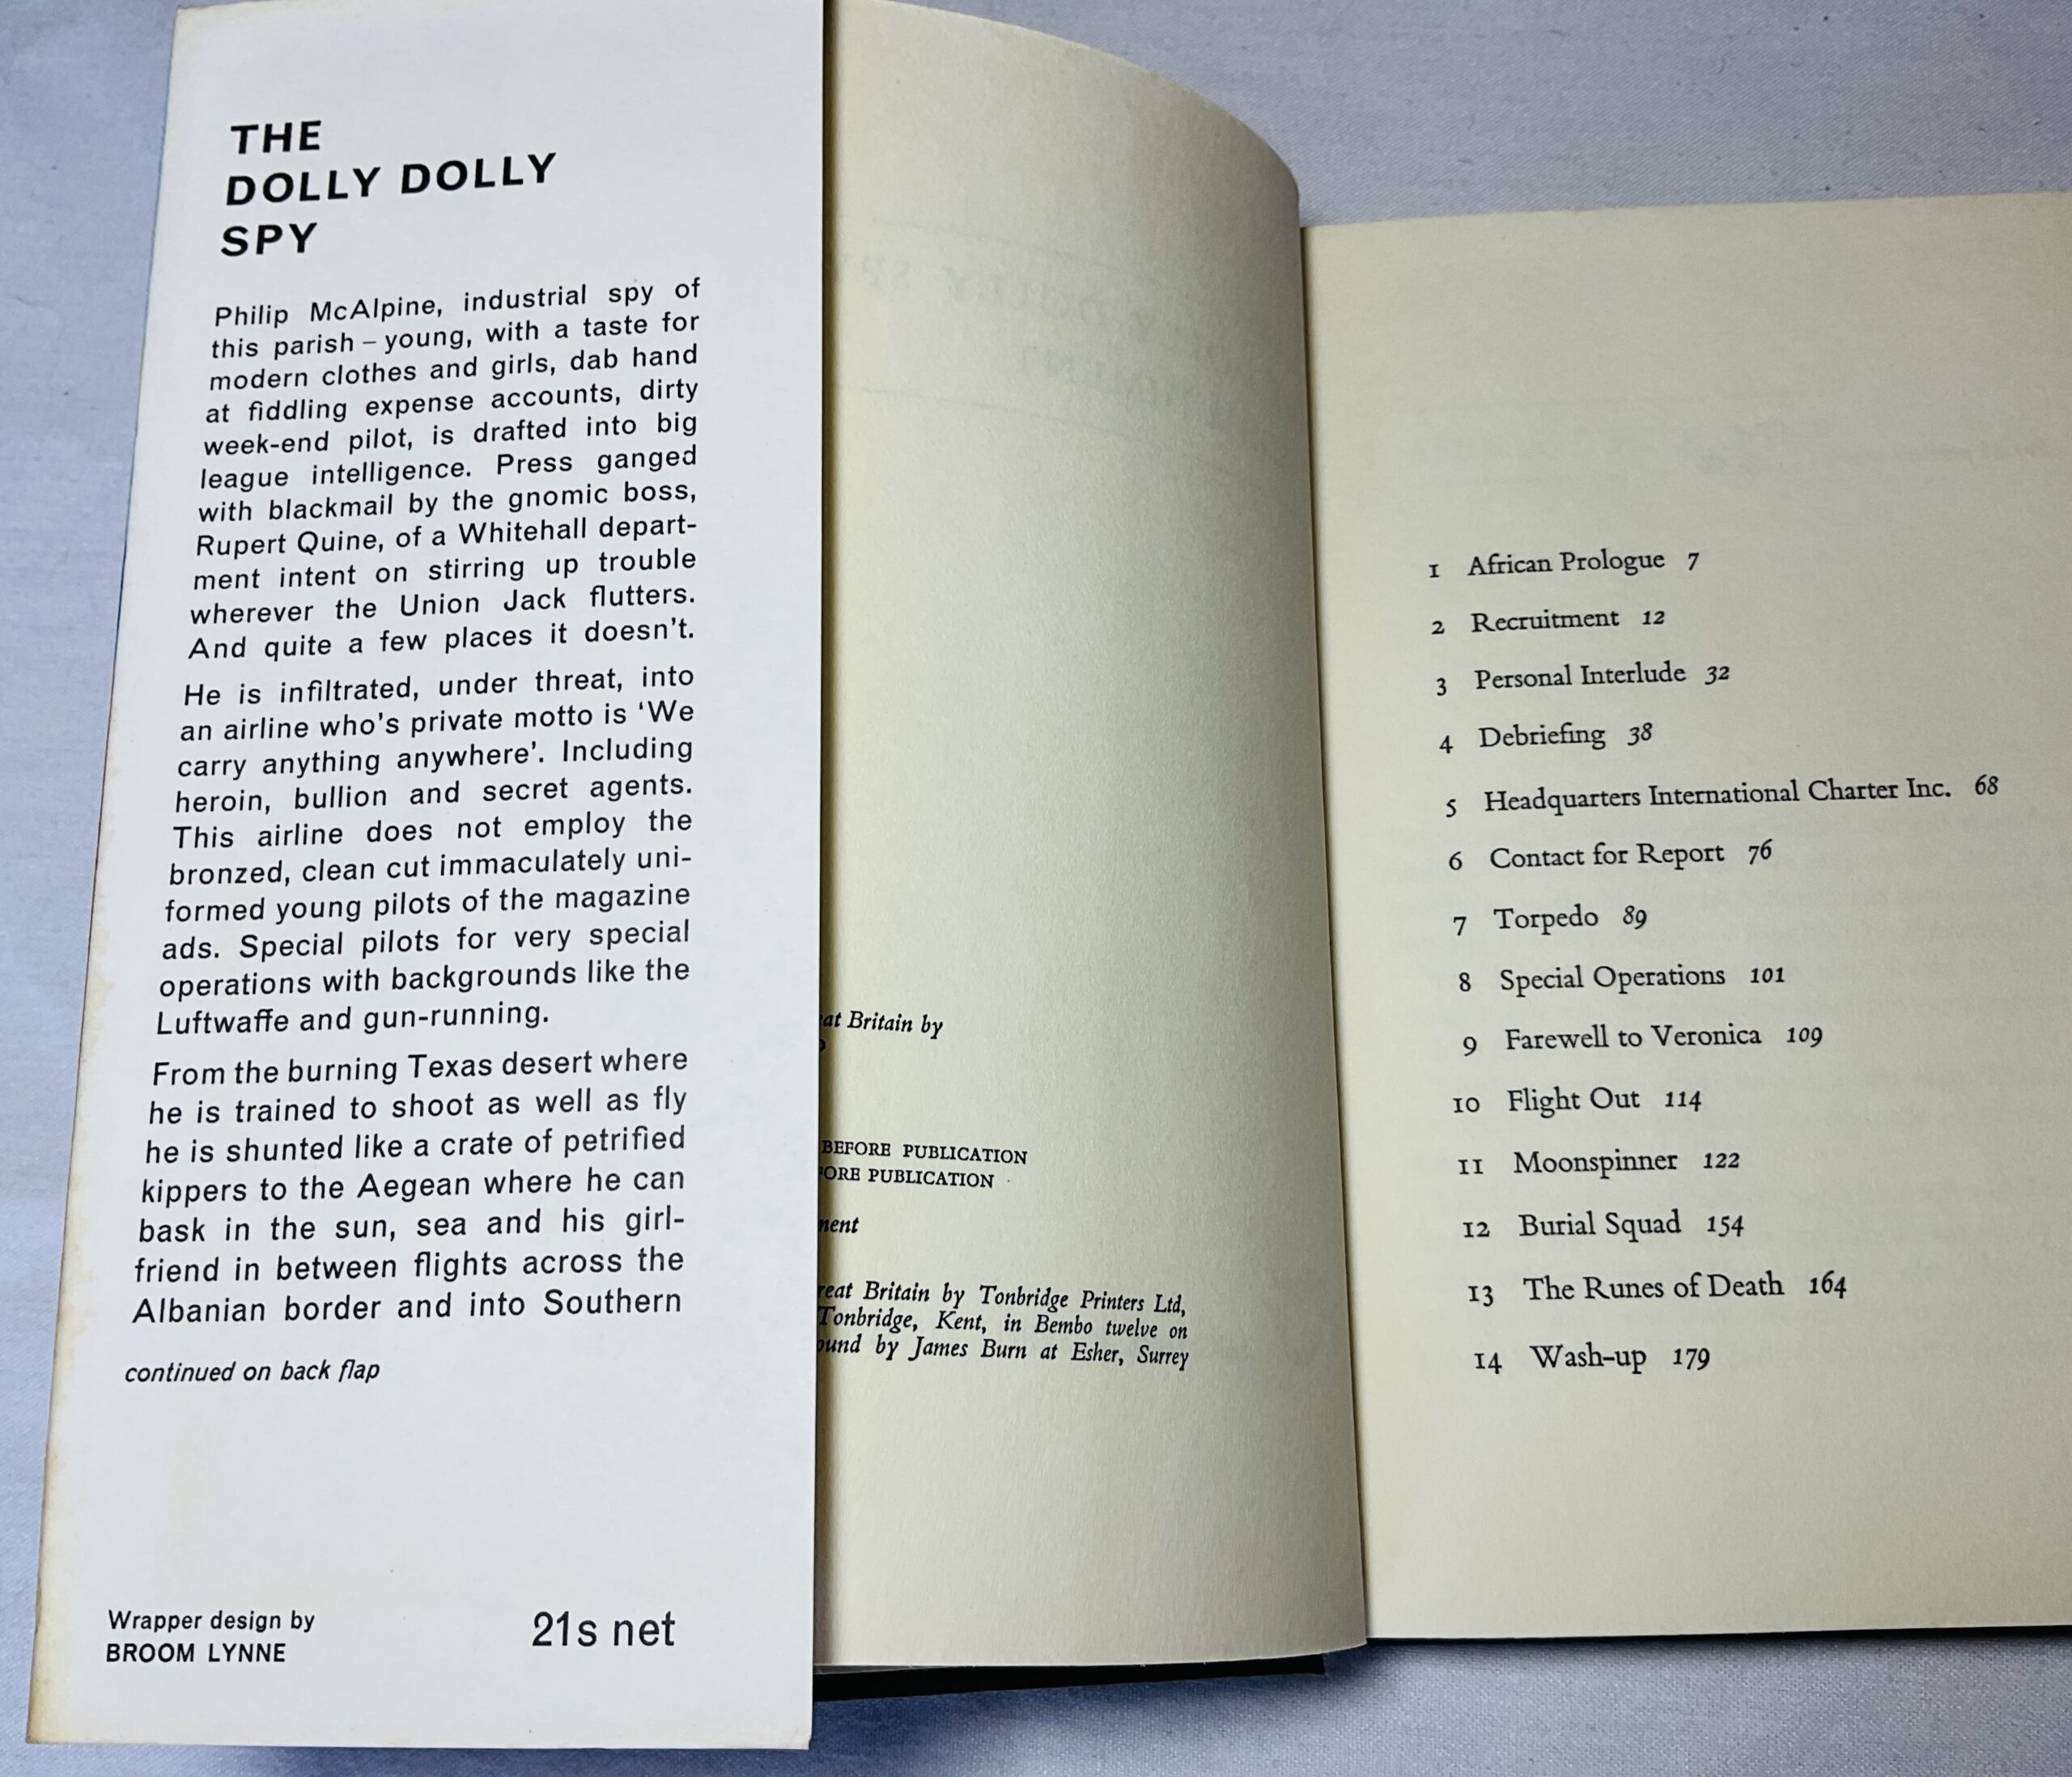 THE
DOLLY DOLLY
SPY
Philip McAlpine, industrial spy of
this parish – young, with a taste for
modern clothes and girls, dab hand
at fiddling expense accounts, dirty
week-end pilot, is drafted into big
league intelligence. Press ganged
with blackmail by the gnomic boss,
Rupert Quine, of a Whitehall depart-
ment intent on stirring up trouble
wherever the Union Jack flutters.
And quite a few places it doesn't.
He is infiltrated, under threat, into
an airline who's private motto is ‘We
carry anything anywhere’. Including
heroin, bullion and secret agents.
This airline does not employ the
bronzed, clean cut immaculately uni-
formed young pilots of the magazine
ads. Special pilots for very special
operations with backgrounds like the
Luftwaffe and gun-running.
From the burning Texas desert where
he is trained to shoot as well as fly
he is shunted like a crate of petrified
kippers to the Aegean where he can
bask in the sun, sea and his girl-
friend in between flights across the
Albanian border and into Southern
continued on back flap
Wrapper design by
BROOM LYNNE
21s net
Britain by
BEFORE PUBLICATION
PUBLICATION
Britain by Tonbridge Printers Ltd,
Tonbridge, Kent, in Bembo twelve on
by James Burn at Esher, Surrey
1 African Prologue 7
2 Recruitment 12
3 Personal Interlude 32
4 Debriefing 38
5 Headquarters International Charter Inc. 68
6 Contact for Report 76
7 Torpedo 89
8 Special Operations 101
9 Farewell to Veronica 109
10 Flight Out 114
11 Moonspinner 122
12 Burial Squad 154
13 The Runes of Death 164
14 Wash-up 179